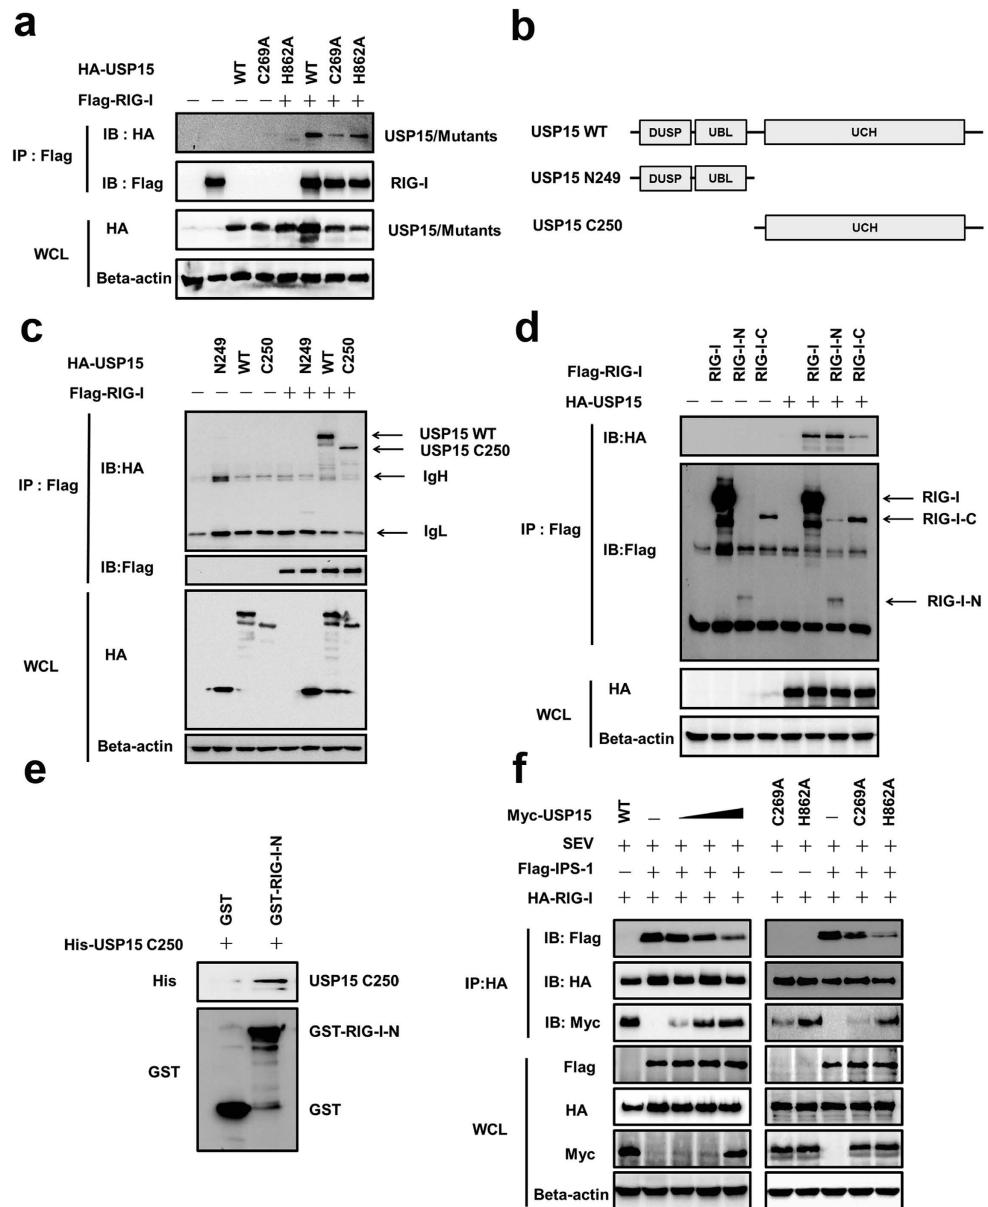 a
HA-USP15
WT C269A H862A WT C269A H862A
Flag-RIG-I
− − − − + + + +
IP : Flag
IB : HA
USP15/Mutants
IB : Flag
RIG-I
WCL
HA
USP15/Mutants
Beta-actin
b
USP15 WT
DUSP UBL UCH
USP15 N249
DUSP UBL
USP15 C250
UCH
c
HA-USP15
N249 WT C250 N249 WT C250
Flag-RIG-I
− − − − + + + +
IP : Flag
IB:HA
USP15 WT
USP15 C250
IgH
IgL
IB:Flag
WCL
HA
Beta-actin
d
Flag-RIG-I
RIG-I RIG-I-N RIG-I-C RIG-I RIG-I-N RIG-I-C
HA-USP15
− − − − + + + +
IB:HA
IP : Flag
IB:Flag
RIG-I
RIG-I-C
RIG-I-N
WCL
HA
Beta-actin
e
GST GST-RIG-I-N
His-USP15 C250
+ +
His
USP15 C250
GST
GST-RIG-I-N
GST
f
Myc-USP15
WT − C269A H862A − C269A H862A
SEV
+ + + + + + + + + +
Flag-IPS-1
− + + + + − − + + +
HA-RIG-I
+ + + + + + + + + +
IP:HA
IB: Flag
IB: HA
IB: Myc
WCL
Flag
HA
Myc
Beta-actin